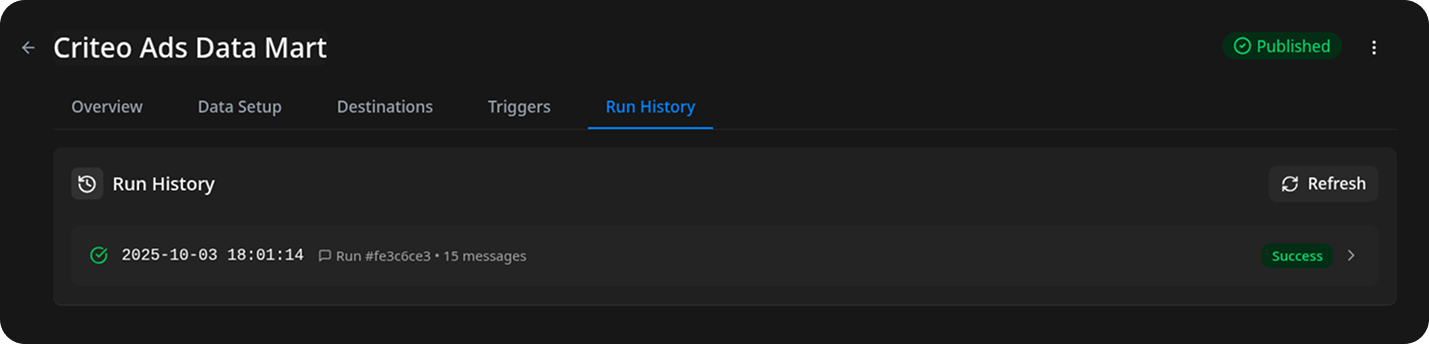 Criteo Ads Data Mart
Published
Overview Data Setup Destinations Triggers Run History
Run History
Refresh
2025-10-03 18:01:14 Run #fe3c6ce3 • 15 messages Success